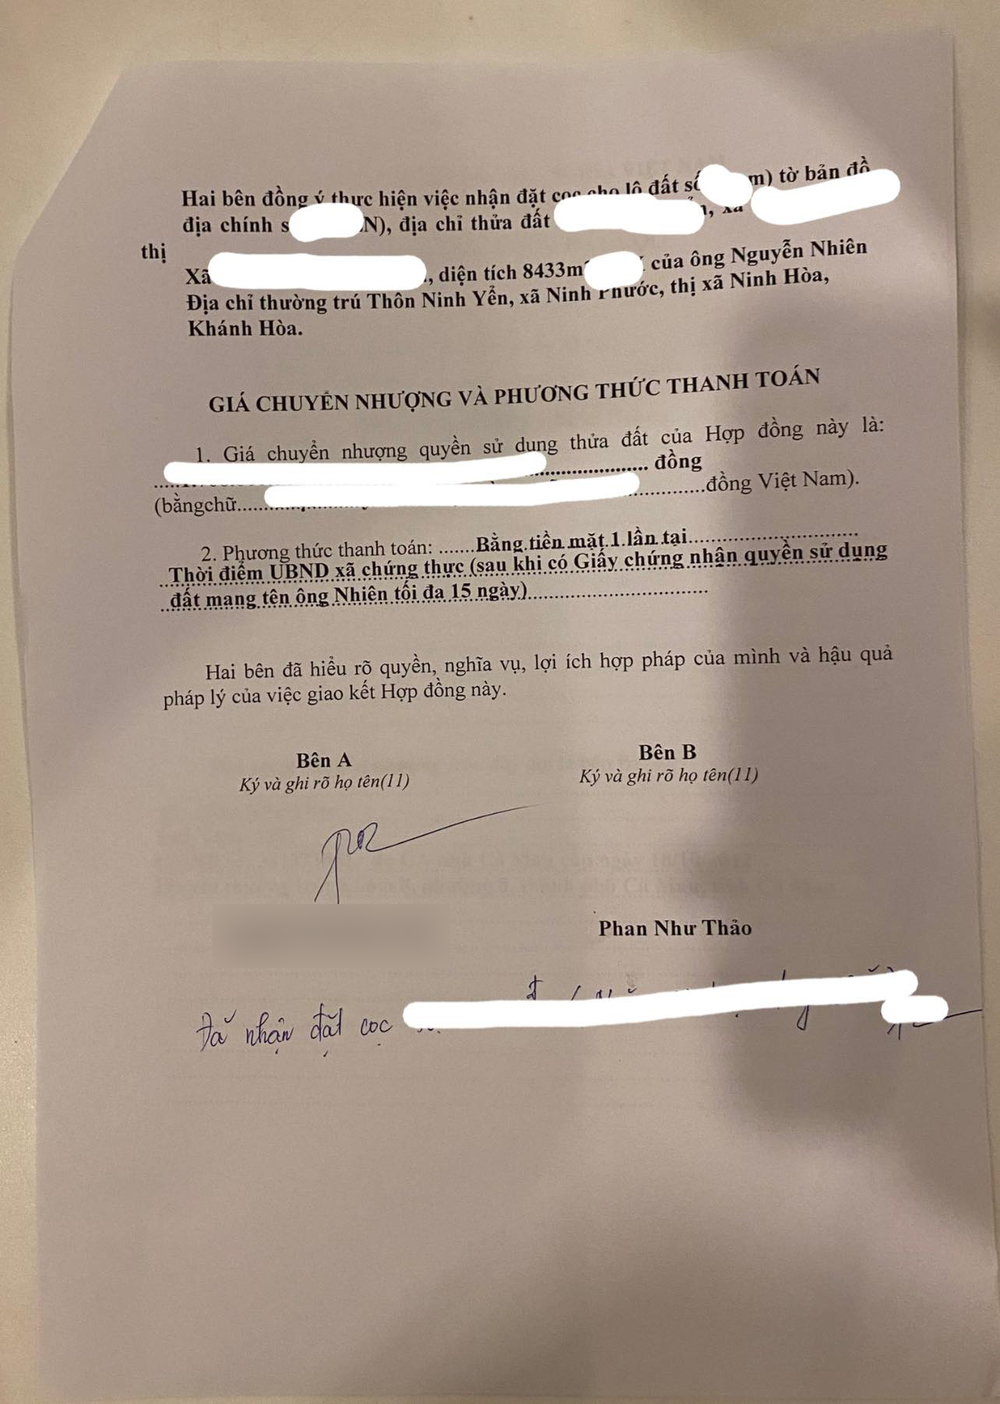 Hai bên đồng ý thực hiện việc nhận đặt cọc cho lô đất số m) tờ bản đồ
địa chính s N), địa chỉ thửa đất xã
thị
Xã ., diện tích 8433m của ông Nguyễn Nhiên
Địa chỉ thường trú Thôn Ninh Yển, xã Ninh Phước, thị xã Ninh Hòa,
Khánh Hòa.
GIÁ CHUYỂN NHƯỢNG VÀ PHƯƠNG THỨC THANH TOÁN
1. Giá chuyển nhượng quyền sử dụng thửa đất của Hợp đồng này là:
..... .................... đồng
(bằngchữ........ ............đồng Việt Nam).
2. Phương thức thanh toán: .......Bằng tiền mặt 1 lần tại..............................
Thời điểm UBND xã chứng thực (sau khi có Giấy chứng nhận quyền sử dụng
đất mang tên ông Nhiên tối đa 15 ngày)................................
Hai bên đã hiểu rõ quyền, nghĩa vụ, lợi ích hợp pháp của mình và hậu quả
pháp lý của việc giao kết Hợp đồng này.
Bên A Bên B
Ký và ghi rõ họ tên(11) Ký và ghi rõ họ tên(11)
Phan Như Thảo
Đã nhận đặt cọc